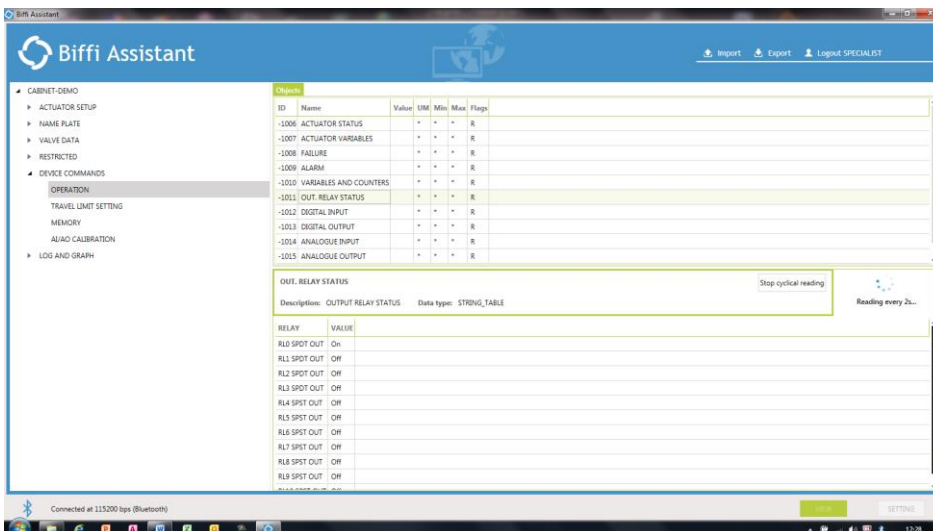 Biffi Assistant
Biffi Assistant
Import Export Logout SPECIALIST
CABINET-DEMO
ACTUATOR SETUP
NAME PLATE
VALVE DATA
RESTRICTED
DEVICE COMMANDS
OPERATION
TRAVEL LIMIT SETTING
MEMORY
AI/AO CALIBRATION
LOG AND GRAPH
Objects
ID Name Value UM Min Max Flags
-1006 ACTUATOR STATUS * * * R
-1007 ACTUATOR VARIABLES * * * R
-1008 FAILURE * * * R
-1009 ALARM * * * R
-1010 VARIABLES AND COUNTERS * * * R
-1011 OUT. RELAY STATUS * * * R
-1012 DIGITAL INPUT * * * R
-1013 DIGITAL OUTPUT * * * R
-1014 ANALOGUE INPUT * * * R
-1015 ANALOGUE OUTPUT * * * R
OUT. RELAY STATUS Stop cyclical reading
Description: OUTPUT RELAY STATUS Data type: STRING_TABLE Reading every 2s...
RELAY VALUE
RL0 SPDT OUT On
RL1 SPDT OUT Off
RL2 SPDT OUT Off
RL3 SPDT OUT Off
RL4 SPST OUT Off
RL5 SPST OUT Off
RL6 SPST OUT Off
RL7 SPST OUT Off
RL8 SPST OUT Off
RL9 SPST OUT Off
Connected at 115200 bps (Bluetooth) VIEW SETTING
12:28